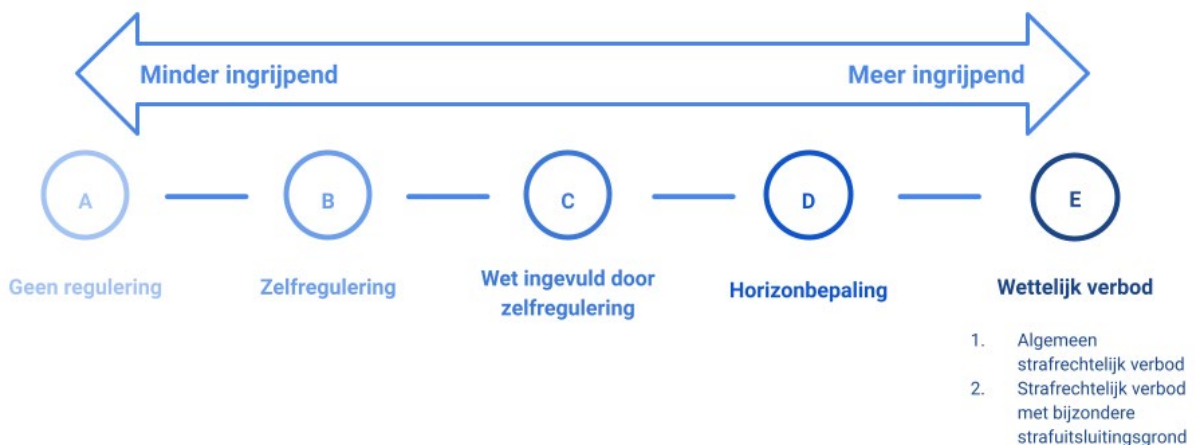 Minder ingrijpend
Meer ingrijpend
A
B
C
D
E
Geen regulering
Zelfregulering
Wet ingevuld door
zelfregulering
Horizonbepaling
Wettelijk verbod
1. Algemeen
strafrechtelijk verbod
2. Strafrechtelijk verbod
met bijzondere
strafuitsluitingsgrond